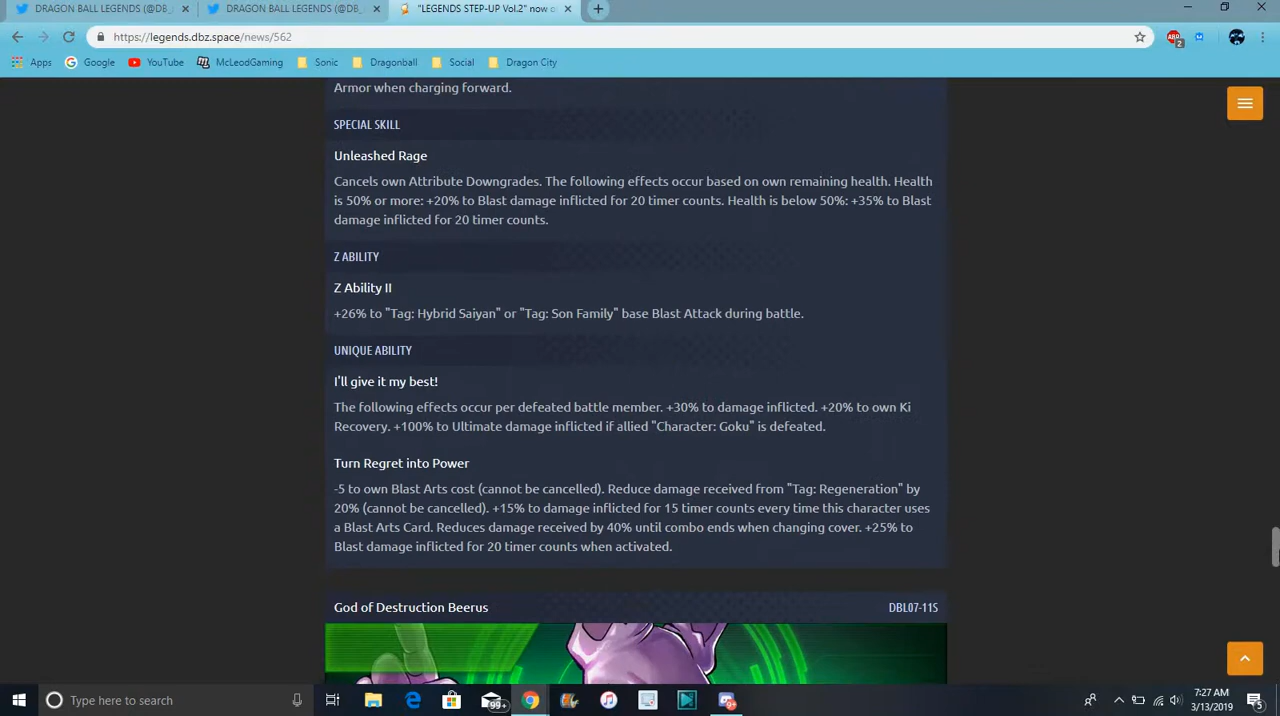 DRAGON BALL LEGENDS (@DB_
DRAGON BALL LEGENDS (@DB_
"LEGENDS STEP-UP Vol.2" now o
https://legends.dbz.space/news/562
2
Apps
Google
YouTube
McLeodGaming
Sonic
Dragonball
Social
Dragon City
Armor when charging forward.
SPECIAL SKILL
Unleashed Rage
Cancels own Attribute Downgrades. The following effects occur based on own remaining health. Health
is 50% or more: +20% to Blast damage inflicted for 20 timer counts. Health is below 50%: +35% to Blast
damage inflicted for 20 timer counts.
Z ABILITY
Z Ability II
+26% to "Tag: Hybrid Saiyan" or "Tag: Son Family" base Blast Attack during battle.
UNIQUE ABILITY
I'll give it my best!
The following effects occur per defeated battle member. +30% to damage inflicted. +20% to own Ki
Recovery. +100% to Ultimate damage inflicted if allied "Character: Goku" is defeated.
Turn Regret into Power
-5 to own Blast Arts cost (cannot be cancelled). Reduce damage received from "Tag: Regeneration" by
20% (cannot be cancelled). +15% to damage inflicted for 15 timer counts every time this character uses
a Blast Arts Card. Reduces damage received by 40% until combo ends when changing cover. +25% to
Blast damage inflicted for 20 timer counts when activated.
God of Destruction Beerus
DBL07-11S
Type here to search
99+
9+
7:27 AM
3/13/2019
5